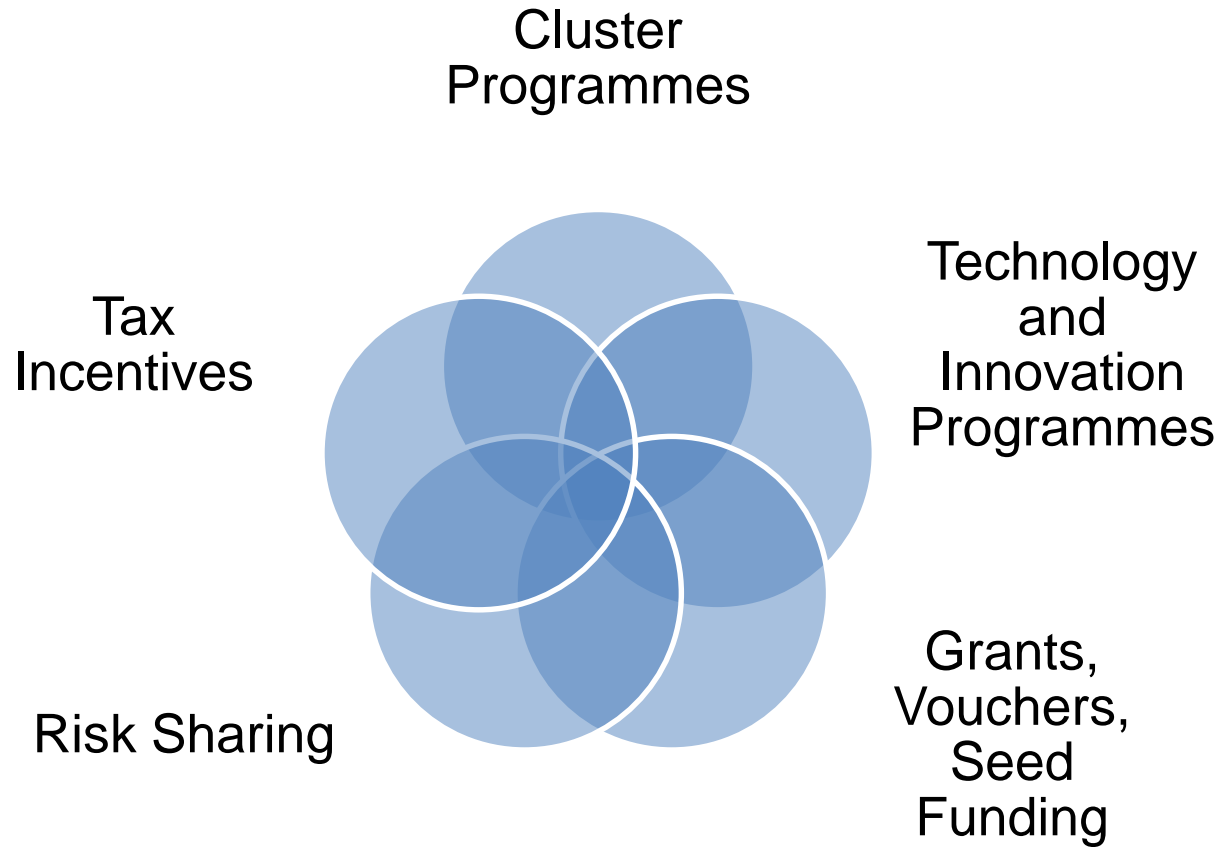 Cluster
Programmes
Technology
and
Innovation
Programmes
Tax
Incentives
Grants,
Vouchers,
Seed
Funding
Risk Sharing